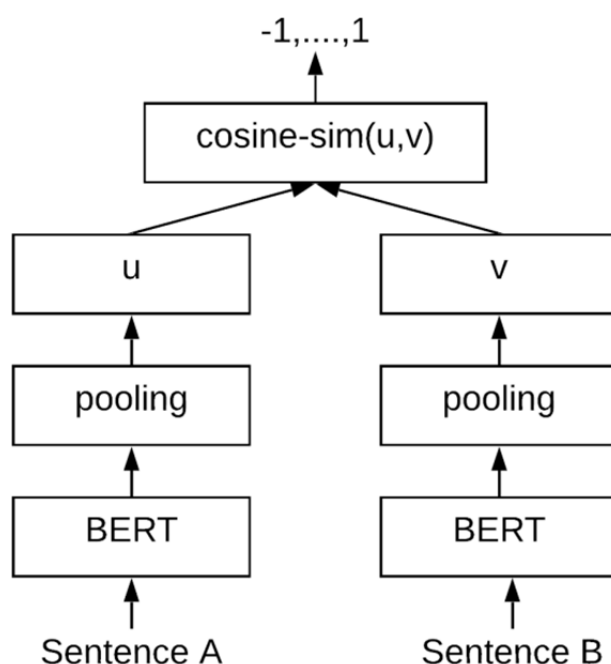 -1,....,1
cosine-sim(u,v)
u
v
pooling
pooling
BERT
BERT
Sentence A
Sentence B